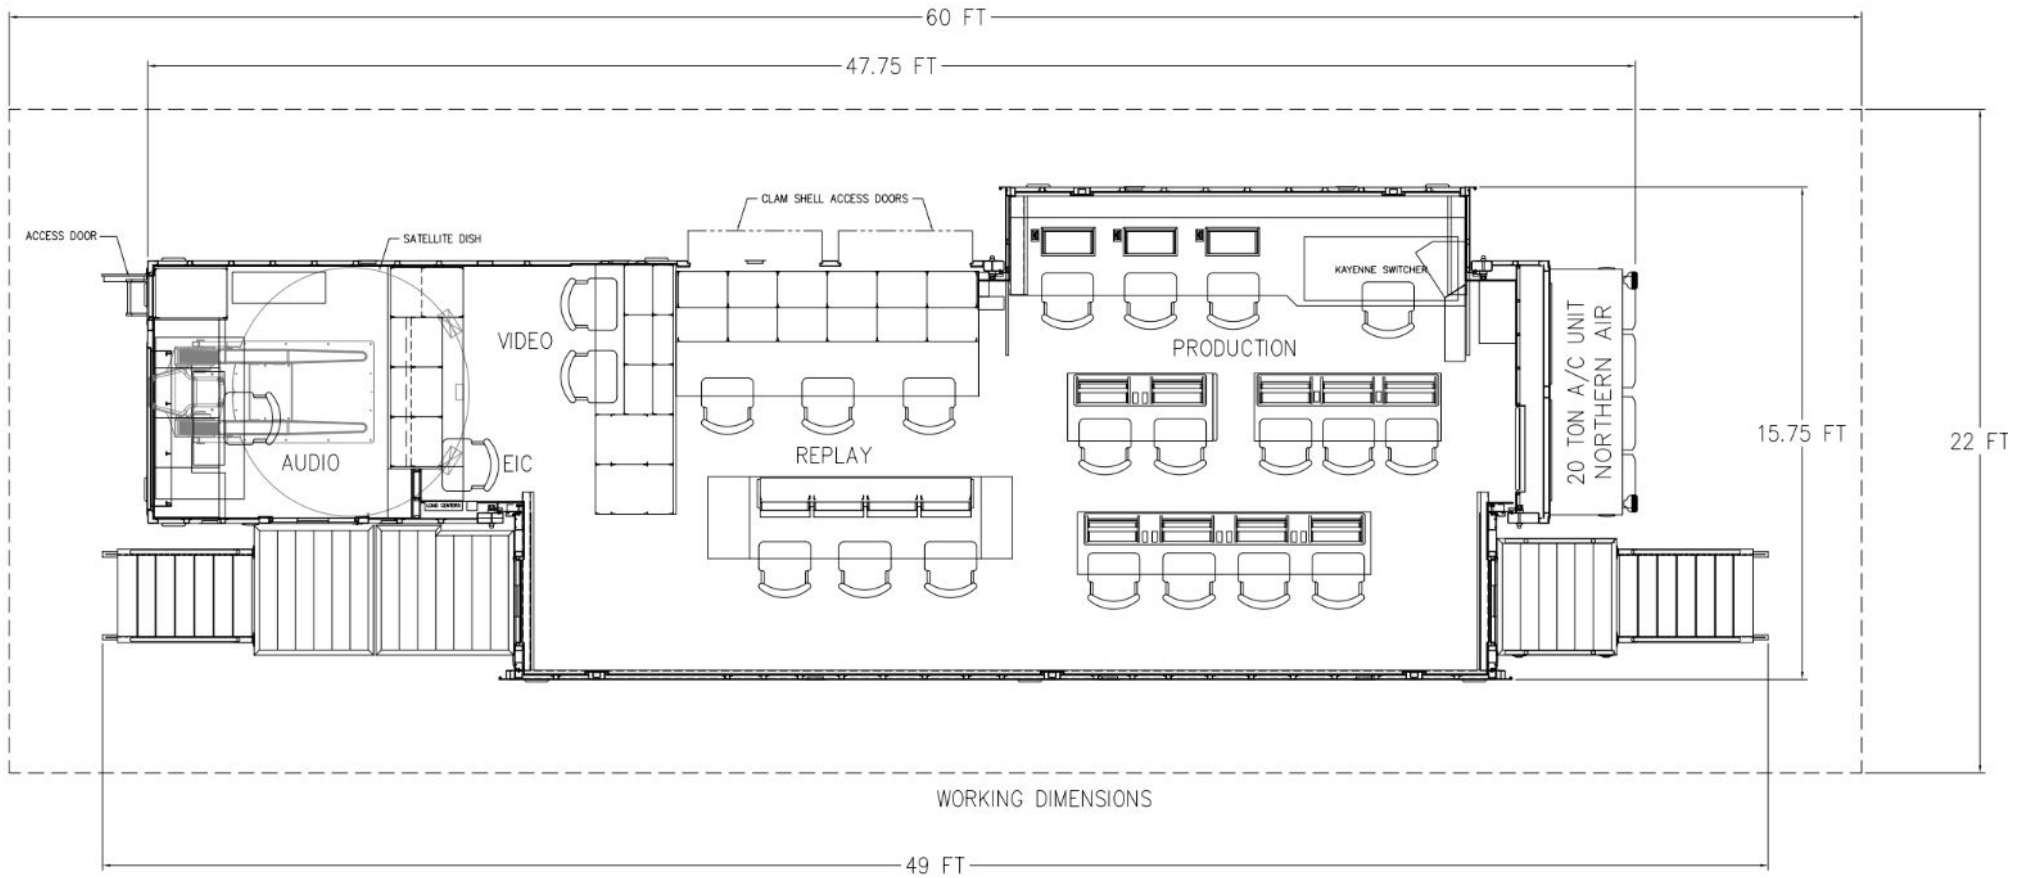 60 FT
47.75 FT
CLAM SHELL ACCESS DOORS
ACCESS DOOR
SATELLITE DISH
KAYENNE SWITCHER
VIDEO
PRODUCTION
20 TON A/C UNIT
NORTHERN AIR
15.75 FT
22 FT
AUDIO
EIC
REPLAY
LOAD CENTERS
WORKING DIMENSIONS
49 FT